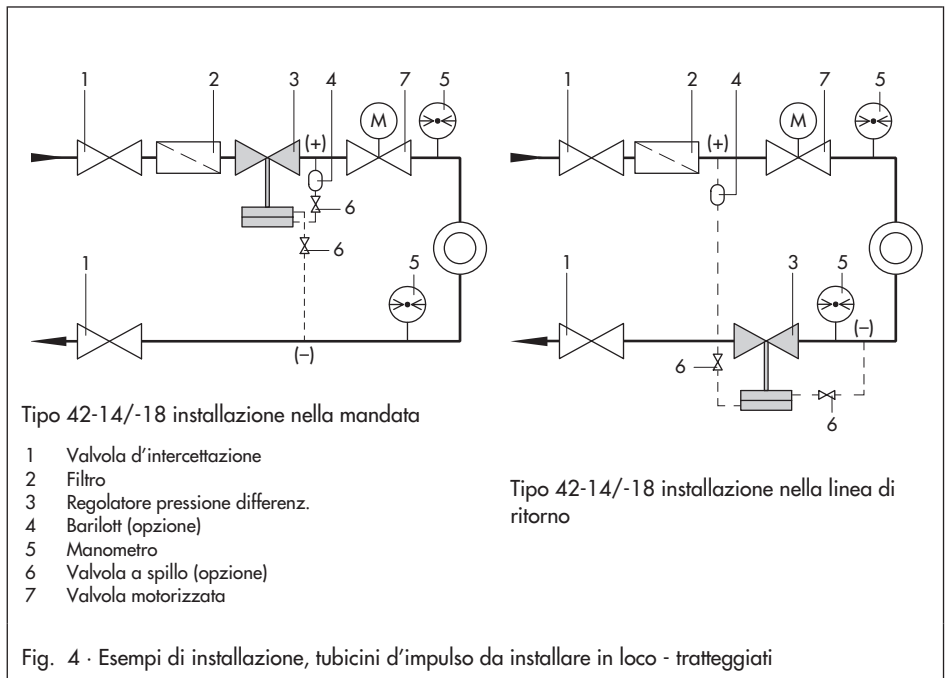 1 2 3 4 7 5
M
(+)
6
6
1 5
(–)
Tipo 42-14/-18 installazione nella mandata
1 Valvola d'intercettazione
2 Filtro
3 Regolatore pressione differenz.
4 Barilott (opzione)
5 Manometro
6 Valvola a spillo (opzione)
7 Valvola motorizzata
1 2 4 7 5
M
(+)
1 3 5
(–)
6
6
Tipo 42-14/-18 installazione nella linea di
ritorno
Fig. 4 · Esempi di installazione, tubicini d'impulso da installare in loco - tratteggiati